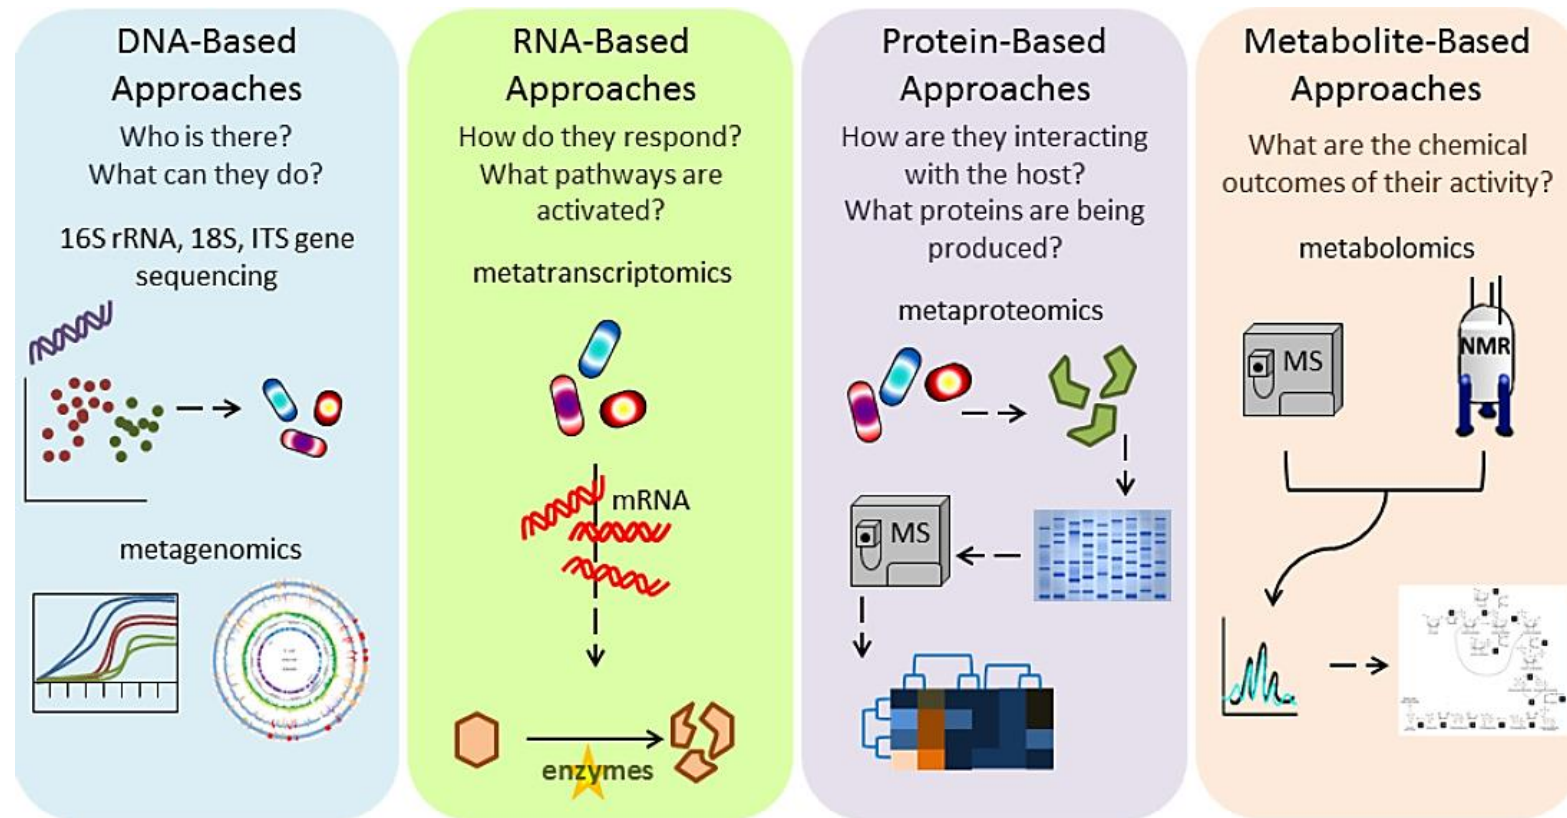 DNA-Based
Approaches
Who is there?
What can they do?
16S rRNA, 18S, ITS gene
sequencing
metagenomics
RNA-Based
Approaches
How do they respond?
What pathways are
activated?
metatranscriptomics
mRNA
enzymes
Protein-Based
Approaches
How are they interacting
with the host?
What proteins are being
produced?
metaproteomics
MS
Metabolite-Based
Approaches
What are the chemical
outcomes of their activity?
metabolomics
MS
NMR